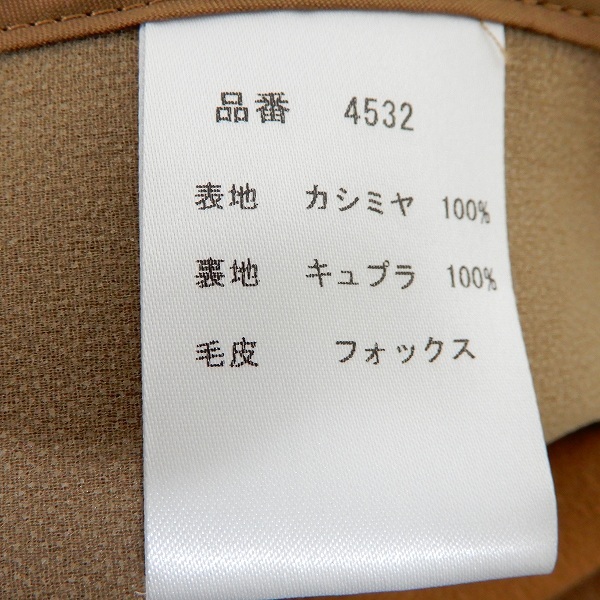 品番 4532
表地 カシミヤ 100%
裏地 キュプラ 100%
毛皮 フォックス